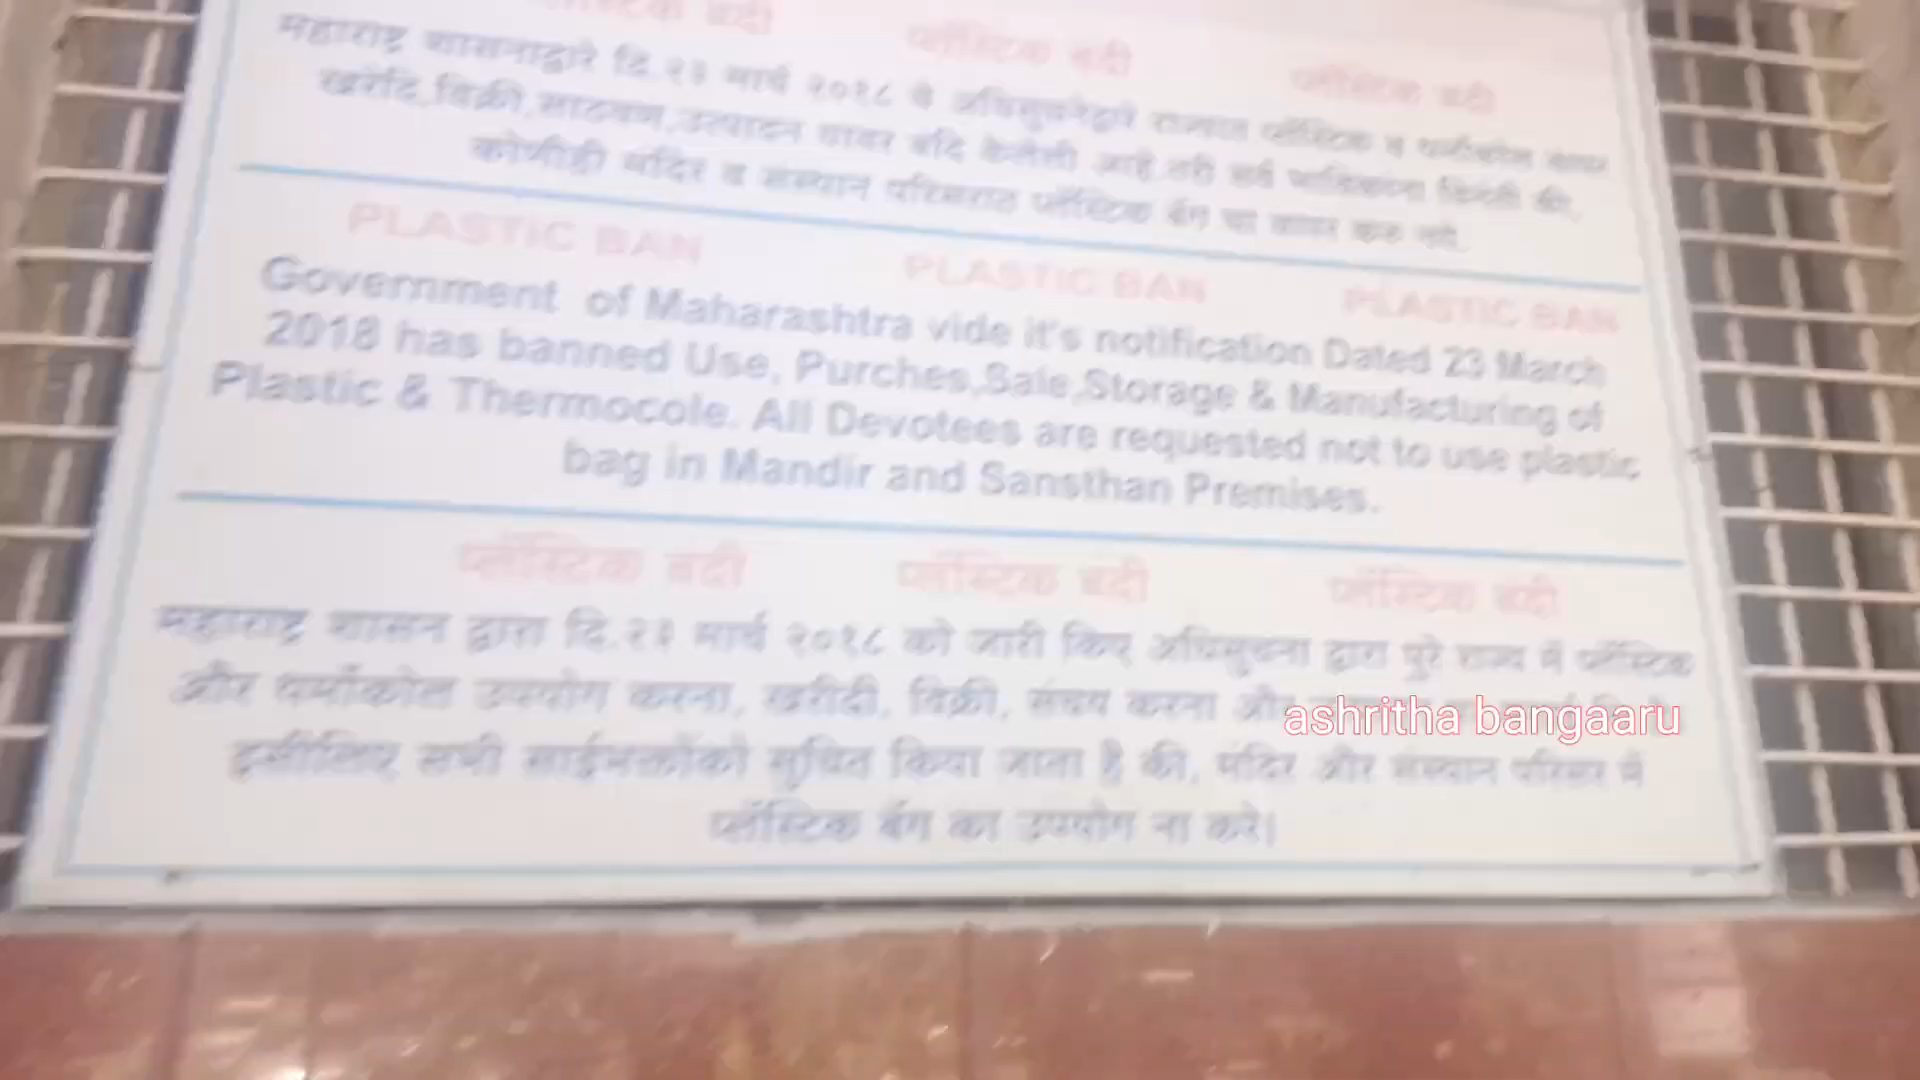 प्लॅस्टिक बंदी प्लॅस्टिक बंदी प्लॅस्टिक बंदी
महाराष्ट्र शासनाद्वारे दि.२३ मार्च २०१८ चे अधिसुचनेद्वारे राज्यात प्लॅस्टिक व थर्माकोल वापर
खरेदि,विक्री,साठवण,उत्पादन यावर बंदि केलेली आहे.तरी सर्व भाविकांना विनंती की,
कोणीही मंदिर व संस्थान परिसरात प्लॅस्टिक बॅग चा वापर करु नये.
PLASTIC BAN PLASTIC BAN PLASTIC BAN
Government of Maharashtra vide it's notification Dated 23 March
2018 has banned Use, Purches,Sale,Storage & Manufacturing of
Plastic & Thermocole. All Devotees are requested not to use plastic
bag in Mandir and Sansthan Premises.
प्लॅस्टिक बंदी प्लॅस्टिक बंदी प्लॅस्टिक बंदी
महाराष्ट्र शासन द्वारा दि.२३ मार्च २०१८ को जारी किए अधिसुचना द्वारा पुरे राज्य में प्लॅस्टिक
और थर्माकोल उपयोग करना, खरीदी, विक्री, संचय करना और
ashritha bangaaru
इसीलिए सभी साईभक्तोंको सुचित किया जाता है की, मंदिर और संस्थान परिसर में
प्लॅस्टिक बॅग का उपयोग ना करे।